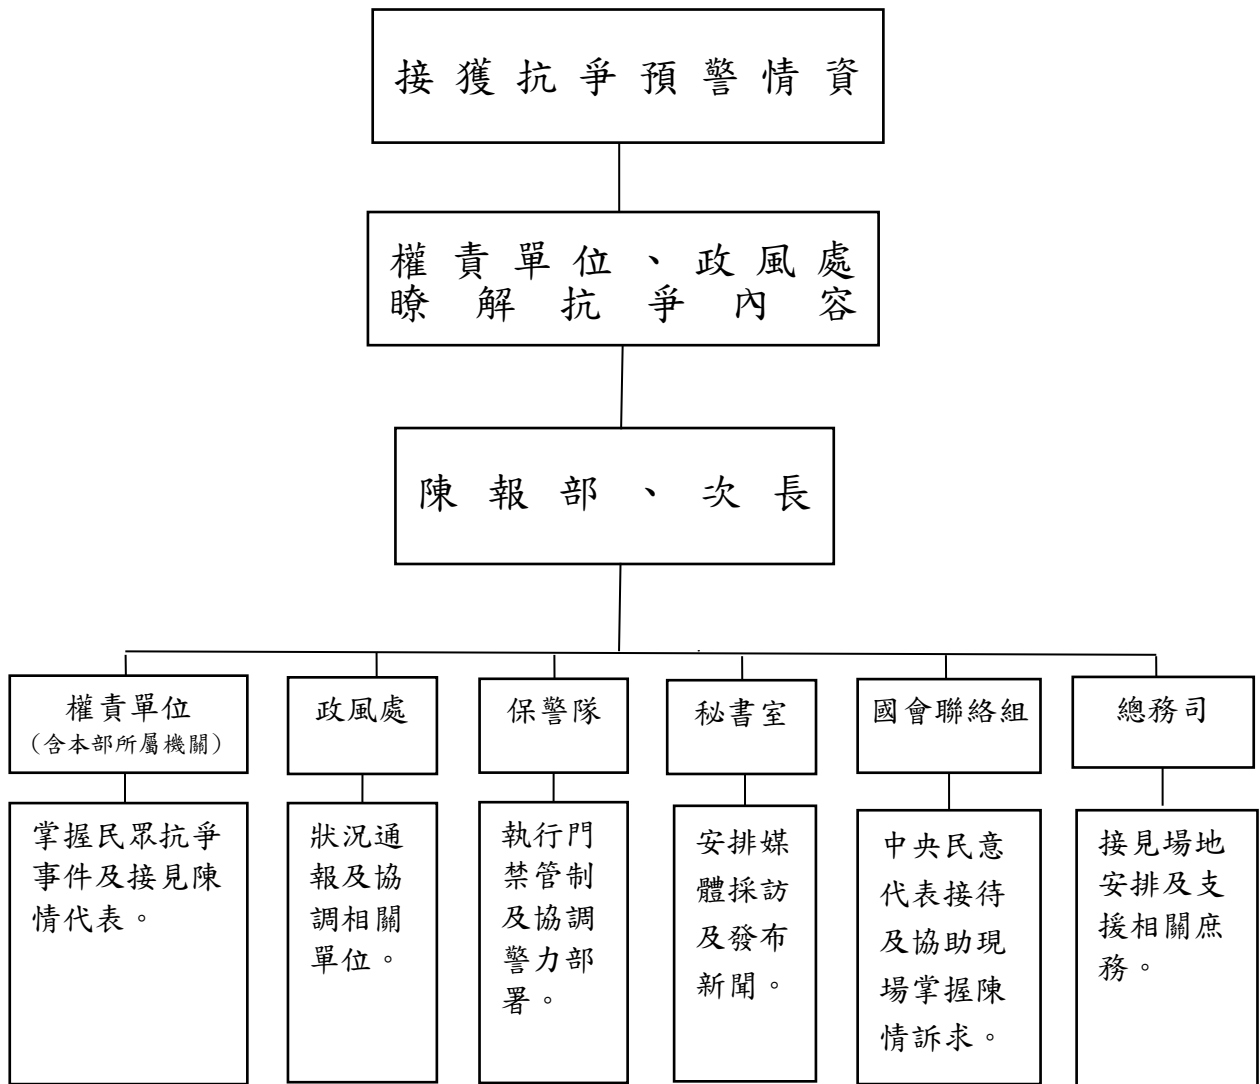 接獲抗爭預警情資
權責單位、政風處
瞭解抗爭內容
陳報部、次長
權責單位
（含本部所屬機關）
政風處
保警隊
秘書室
國會聯絡組
總務司
掌握民眾抗爭
事件及接見陳
情代表。
狀況通
報及協
調相關
單位。
執行門
禁管制
及協調
警力部
署。
安排媒
體採訪
及發布
新聞。
中央民意
代表接待
及協助現
場掌握陳
情訴求。
接見場地
安排及支
援相關庶
務。